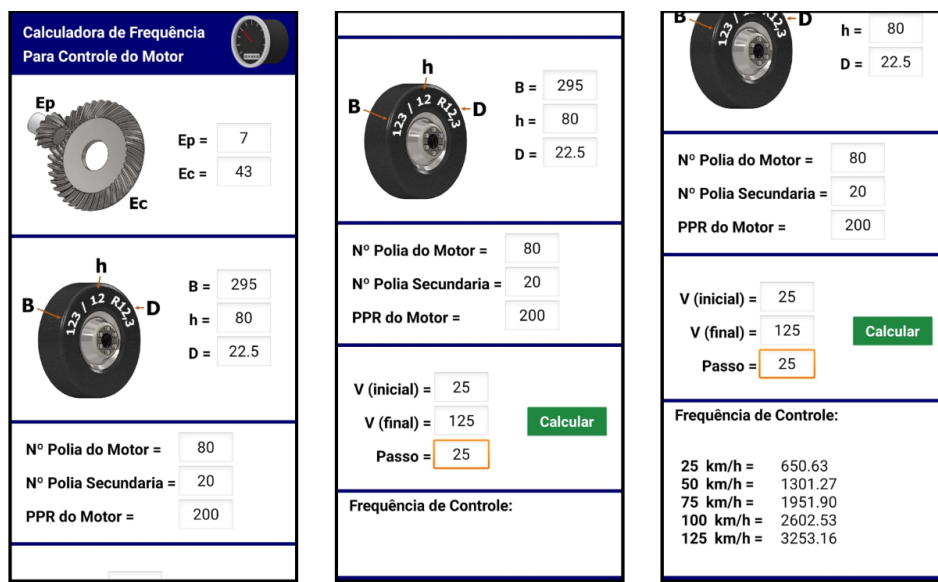 Calculadora de Frequência
Para Controle do Motor
Ep
Ep = 7
Ec = 43
Ec
h
B
D
123 / 12 R12,3
B = 295
h = 80
D = 22.5
Nº Polia do Motor = 80
Nº Polia Secundaria = 20
PPR do Motor = 200
h
B
D
123 / 12 R12,3
B = 295
h = 80
D = 22.5
Nº Polia do Motor = 80
Nº Polia Secundaria = 20
PPR do Motor = 200
V (inicial) = 25
V (final) = 125
Calcular
Passo = 25
Frequência de Controle:
B
D
123 / 12 R12,3
h = 80
D = 22.5
Nº Polia do Motor = 80
Nº Polia Secundaria = 20
PPR do Motor = 200
V (inicial) = 25
V (final) = 125
Calcular
Passo = 25
Frequência de Controle:
25 km/h = 650.63
50 km/h = 1301.27
75 km/h = 1951.90
100 km/h = 2602.53
125 km/h = 3253.16